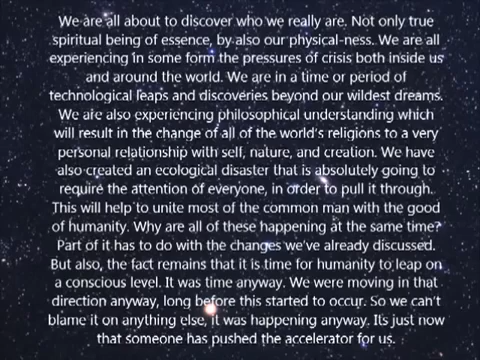 We are all about to discover who we really are. Not only true
spiritual being of essence, by also our physical-ness. We are all
experiencing in some form the pressures of crisis both inside us
and around the world. We are in a time or period of
technological leaps and discoveries beyond our wildest dreams.
We are also experiencing philosophical understanding which
will result in the change of all of the world's religions to a very
personal relationship with self, nature, and creation. We have
also created an ecological disaster that is absolutely going to
require the attention of everyone, in order to pull it through.
This will help to unite most of the common man with the good
of humanity. Why are all of these happening at the same time?
Part of it has to do with the changes we've already discussed.
But also, the fact remains that it is time for humanity to leap on
a conscious level. It was time anyway. We were moving in that
direction anyway, long before this started to occur. So we can't
blame it on anything else, it was happening anyway. Its just now
that someone has pushed the accelerator for us.